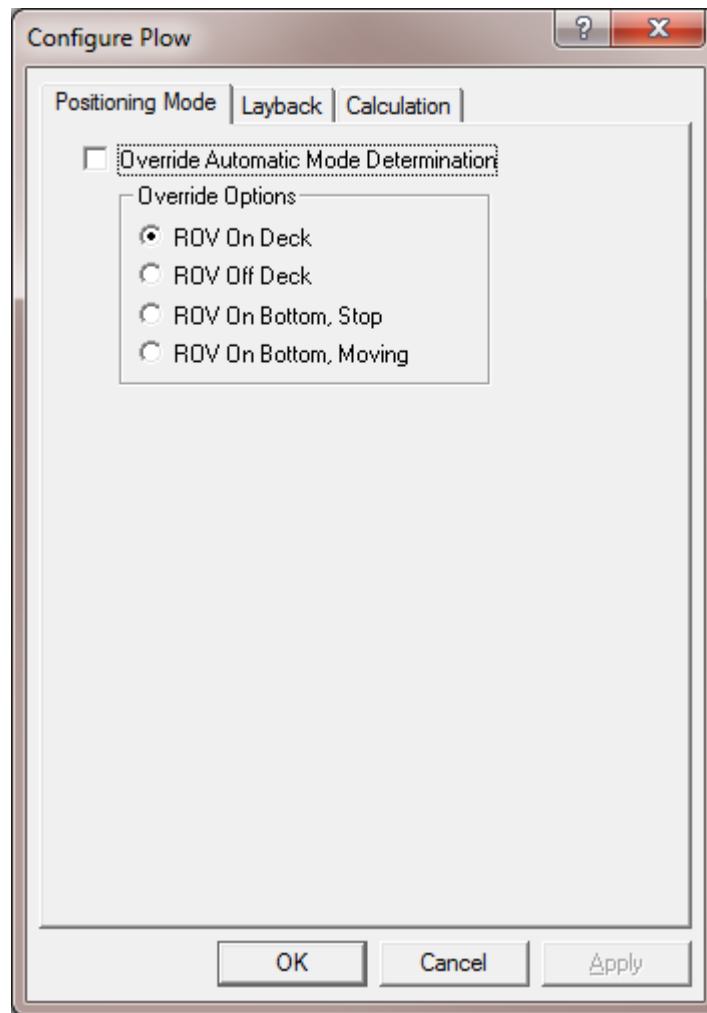 Configure Plow
?
Positioning Mode Layback Calculation
Override Automatic Mode Determination
Override Options
ROV On Deck
ROV Off Deck
ROV On Bottom, Stop
ROV On Bottom, Moving
OK Cancel Apply